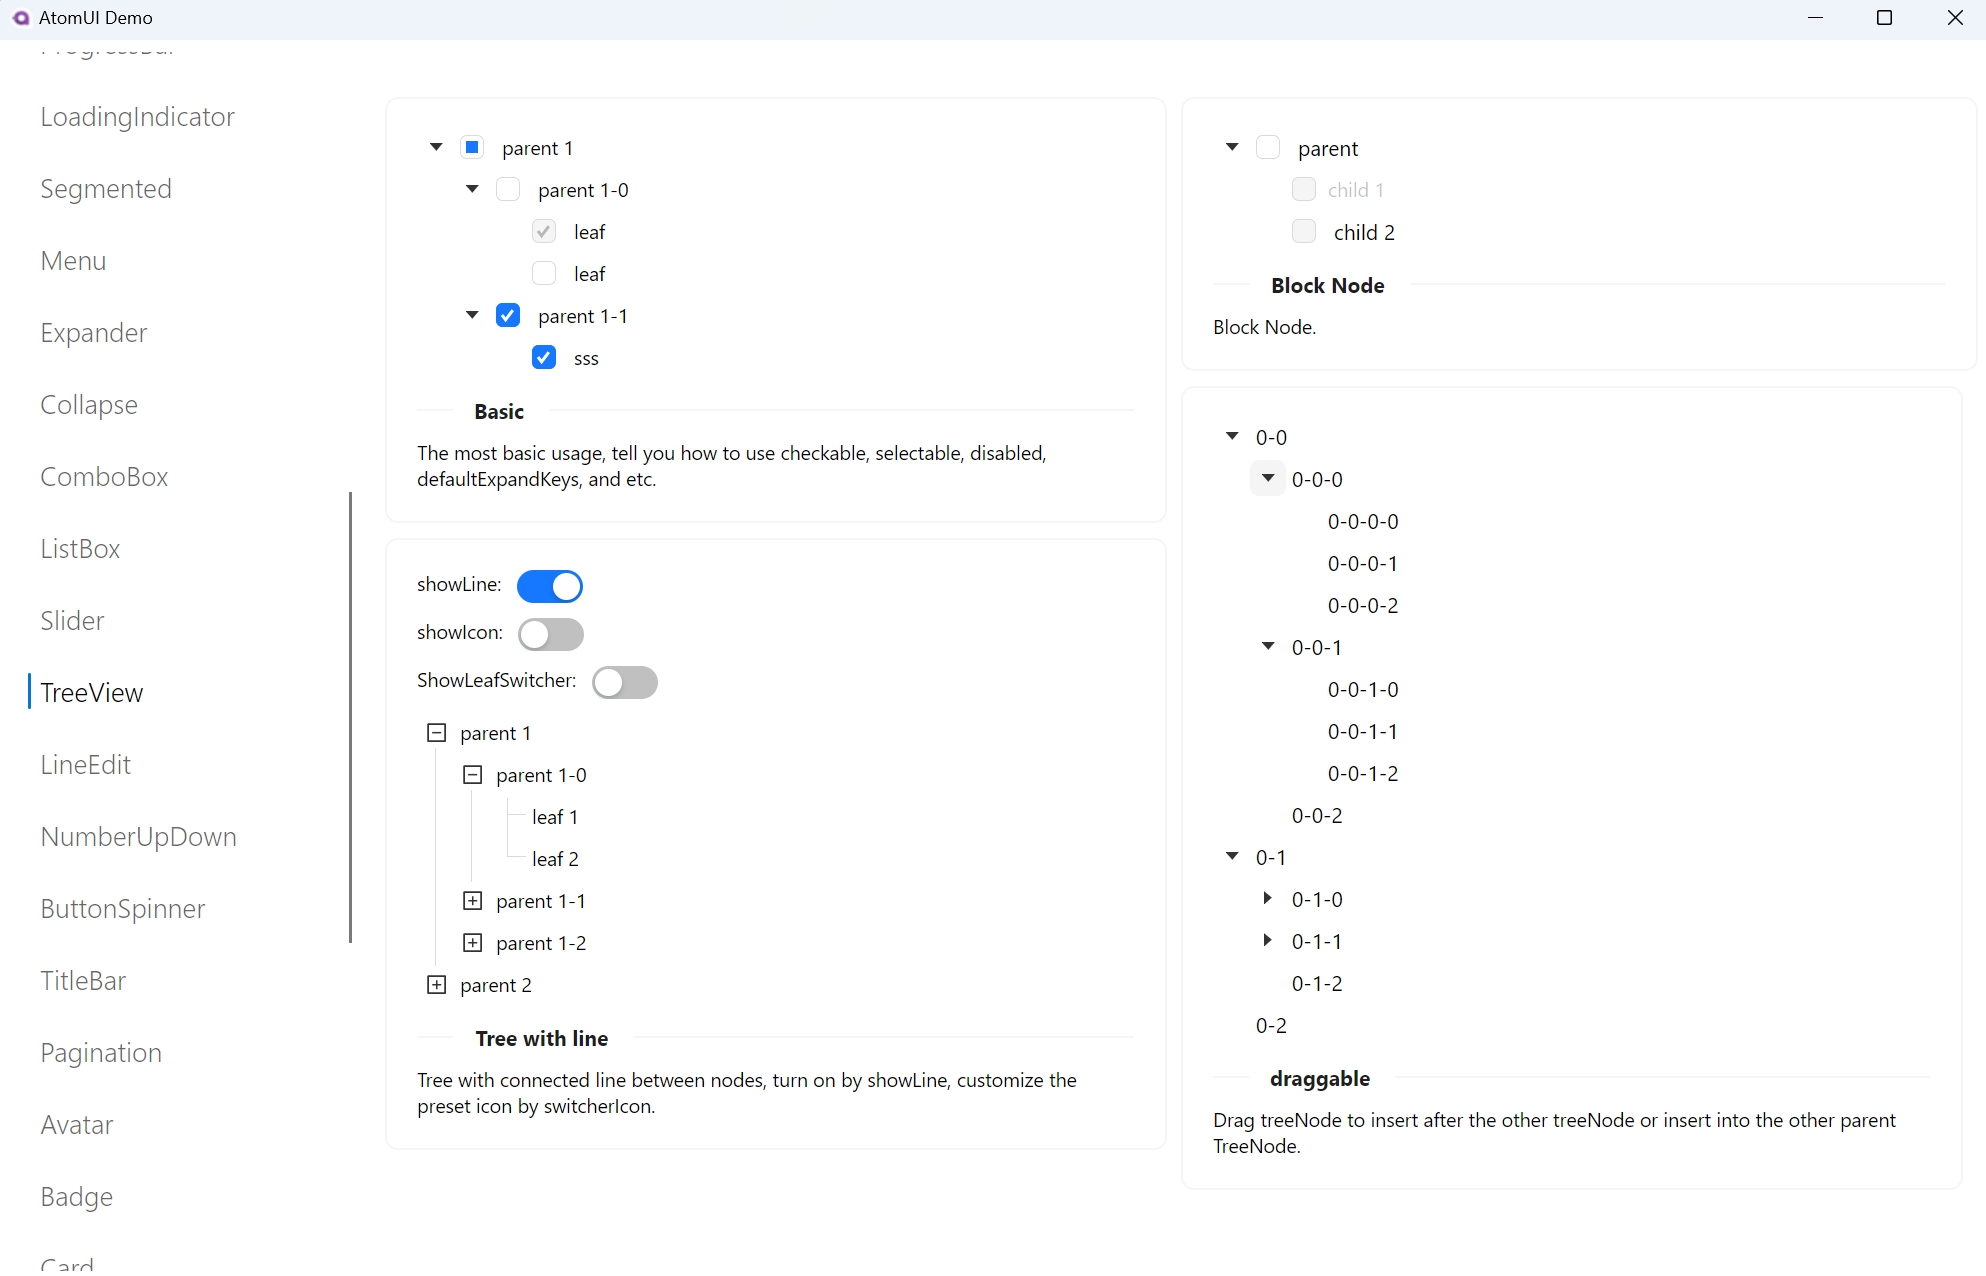 AtomUI Demo
LoadingIndicator
Segmented
Menu
Expander
Collapse
ComboBox
ListBox
Slider
TreeView
LineEdit
NumberUpDown
ButtonSpinner
TitleBar
Pagination
Avatar
Badge
Card
parent 1
parent 1-0
leaf
leaf
parent 1-1
sss
Basic
The most basic usage, tell you how to use checkable, selectable, disabled,
defaultExpandKeys, and etc.
showLine:
showIcon:
ShowLeafSwitcher:
parent 1
parent 1-0
leaf 1
leaf 2
parent 1-1
parent 1-2
parent 2
Tree with line
Tree with connected line between nodes, turn on by showLine, customize the
preset icon by switcherIcon.
parent
child 1
child 2
Block Node
Block Node.
0-0
0-0-0
0-0-0-0
0-0-0-1
0-0-0-2
0-0-1
0-0-1-0
0-0-1-1
0-0-1-2
0-0-2
0-1
0-1-0
0-1-1
0-1-2
0-2
draggable
Drag treeNode to insert after the other treeNode or insert into the other parent
TreeNode.